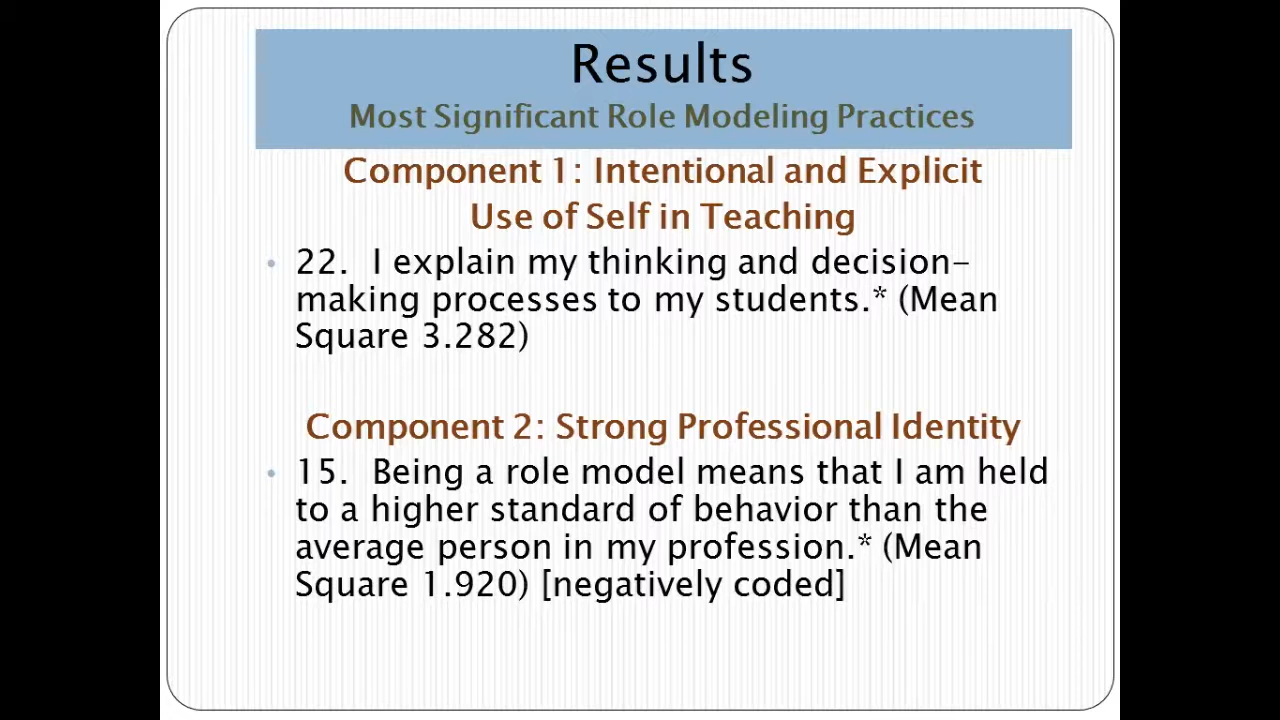 Results
Most Significant Role Modeling Practices
Component 1: Intentional and Explicit
Use of Self in Teaching
• 22. I explain my thinking and decision-
making processes to my students.* (Mean
Square 3.282)
Component 2: Strong Professional Identity
• 15. Being a role model means that I am held
to a higher standard of behavior than the
average person in my profession.* (Mean
Square 1.920) [negatively coded]